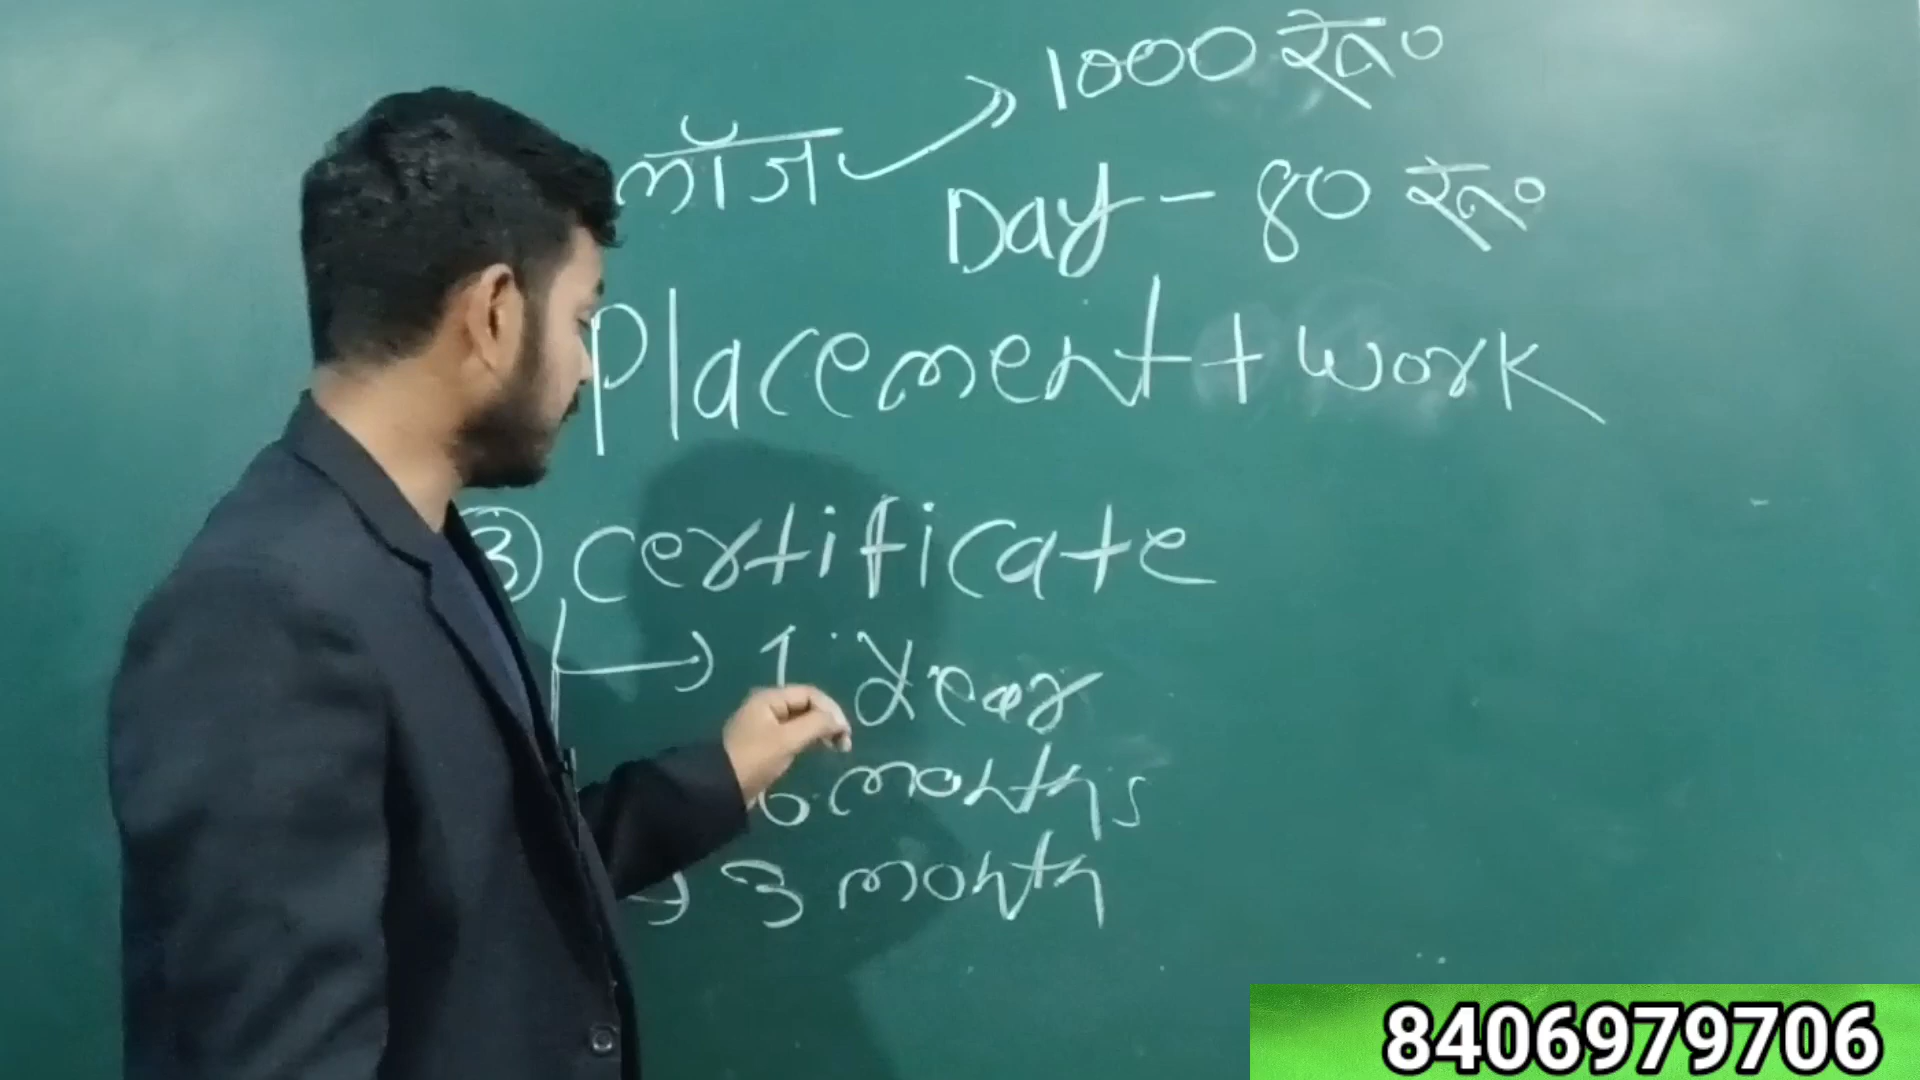 लॉज → 1000 रू०
Day - 80 रू०
Placement + work
③ certificate
→ 1 Year
6 months
→ 3 month
8406979706